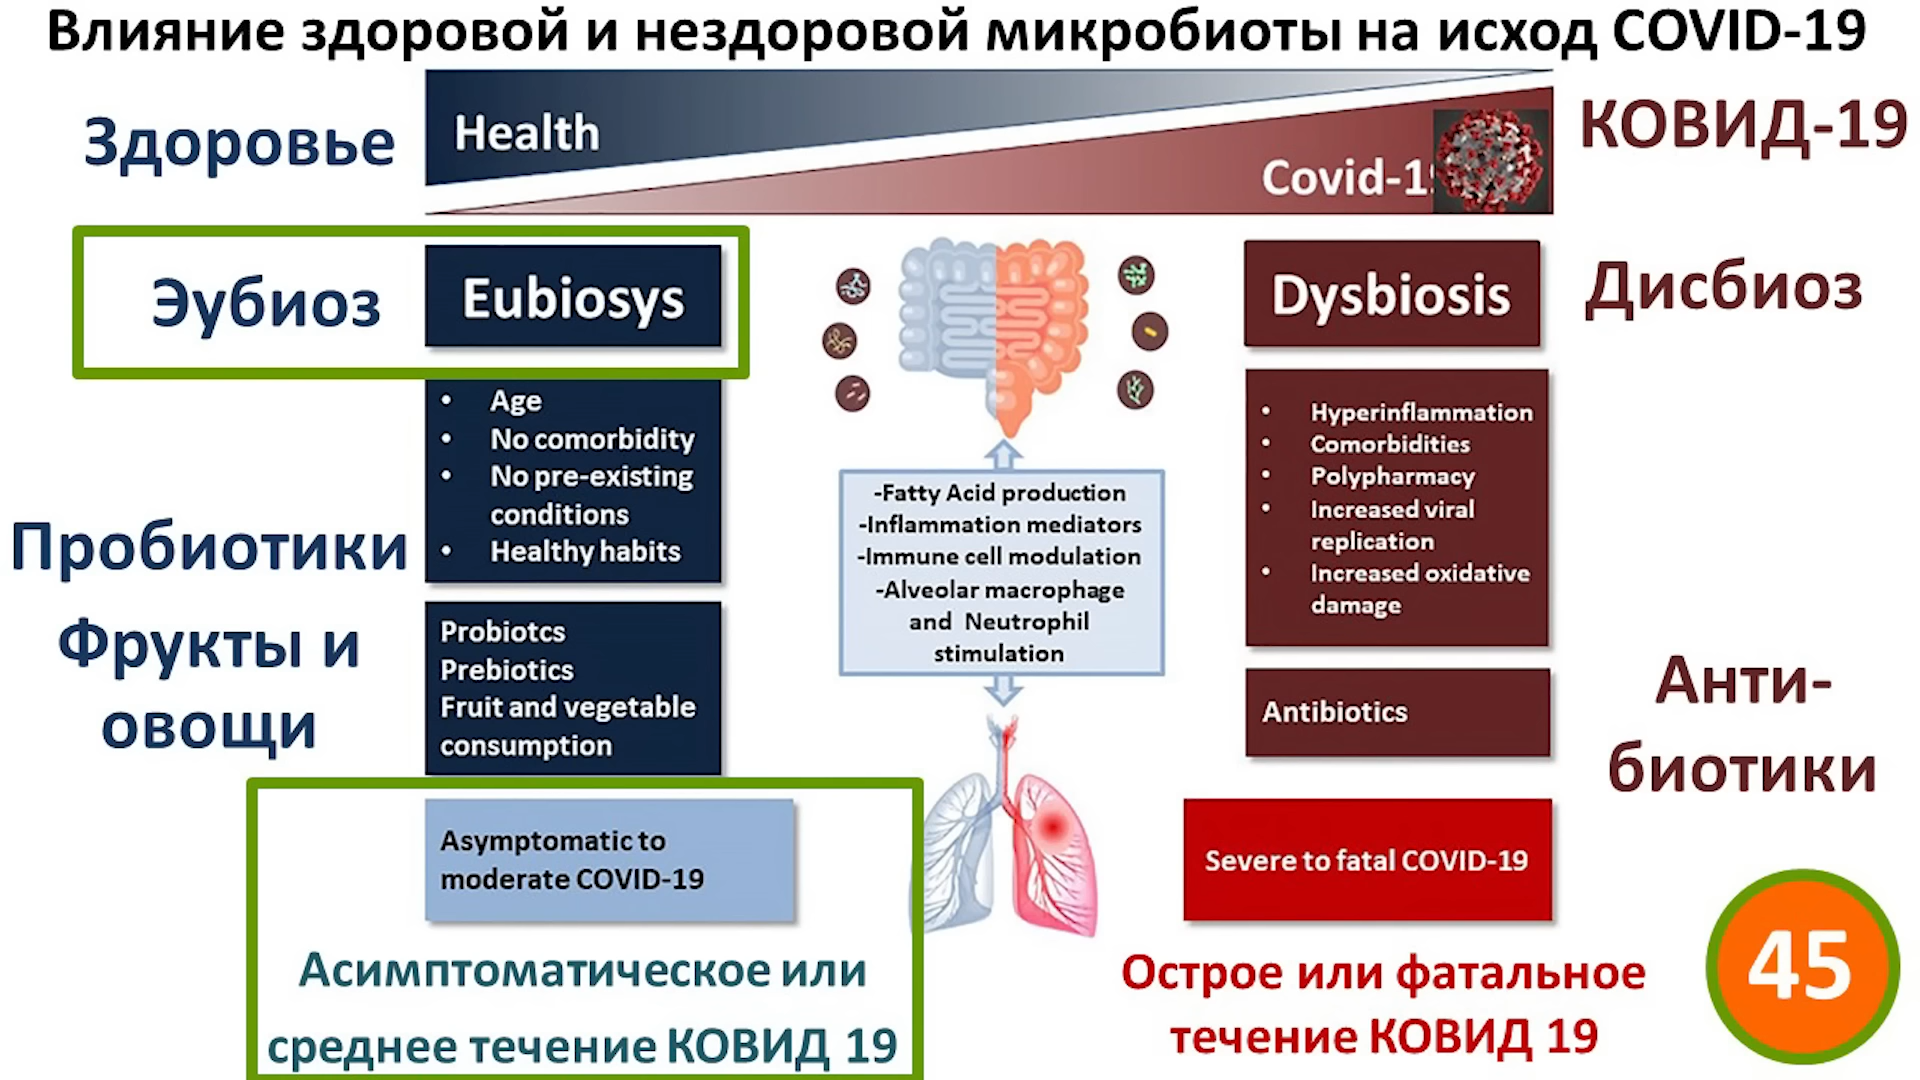 Влияние здоровой и нездоровой микробиоты на исход COVID-19
Здоровье
Health
Covid-19
КОВИД-19
Эубиоз
Eubiosys
Dysbiosis
Дисбиоз
• Age
• No comorbidity
• No pre-existing
conditions
• Healthy habits
Пробиотики
Фрукты и
овощи
Probiotcs
Prebiotics
Fruit and vegetable
consumption
-Fatty Acid production
-Inflammation mediators
-Immune cell modulation
-Alveolar macrophage
and Neutrophil
stimulation
• Hyperinflammation
• Comorbidities
• Polypharmacy
• Increased viral
replication
• Increased oxidative
damage
Antibiotics
Анти-
биотики
Asymptomatic to
moderate COVID-19
Severe to fatal COVID-19
Асимптоматическое или
среднее течение КОВИД 19
Острое или фатальное
течение КОВИД 19
45